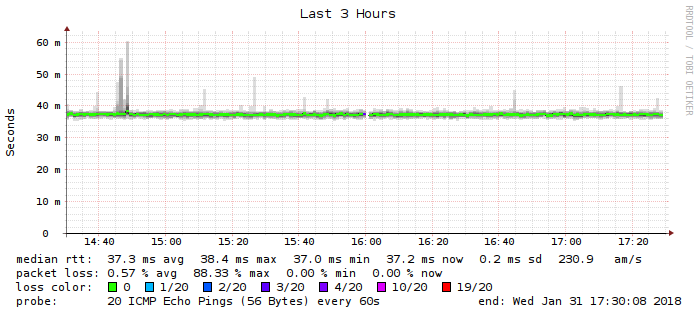 Last 3 Hours
RRDTOOL / TOBI OETIKER
Seconds
60 m
50 m
40 m
30 m
20 m
10 m
0
14:40 15:00 15:20 15:40 16:00 16:20 16:40 17:00 17:20
median rtt: 37.3 ms avg 38.4 ms max 37.0 ms min 37.2 ms now 0.2 ms sd 230.9 am/s
packet loss: 0.57 % avg 88.33 % max 0.00 % min 0.00 % now
loss color: 0 1/20 2/20 3/20 4/20 10/20 19/20
probe: 20 ICMP Echo Pings (56 Bytes) every 60s end: Wed Jan 31 17:30:08 2018